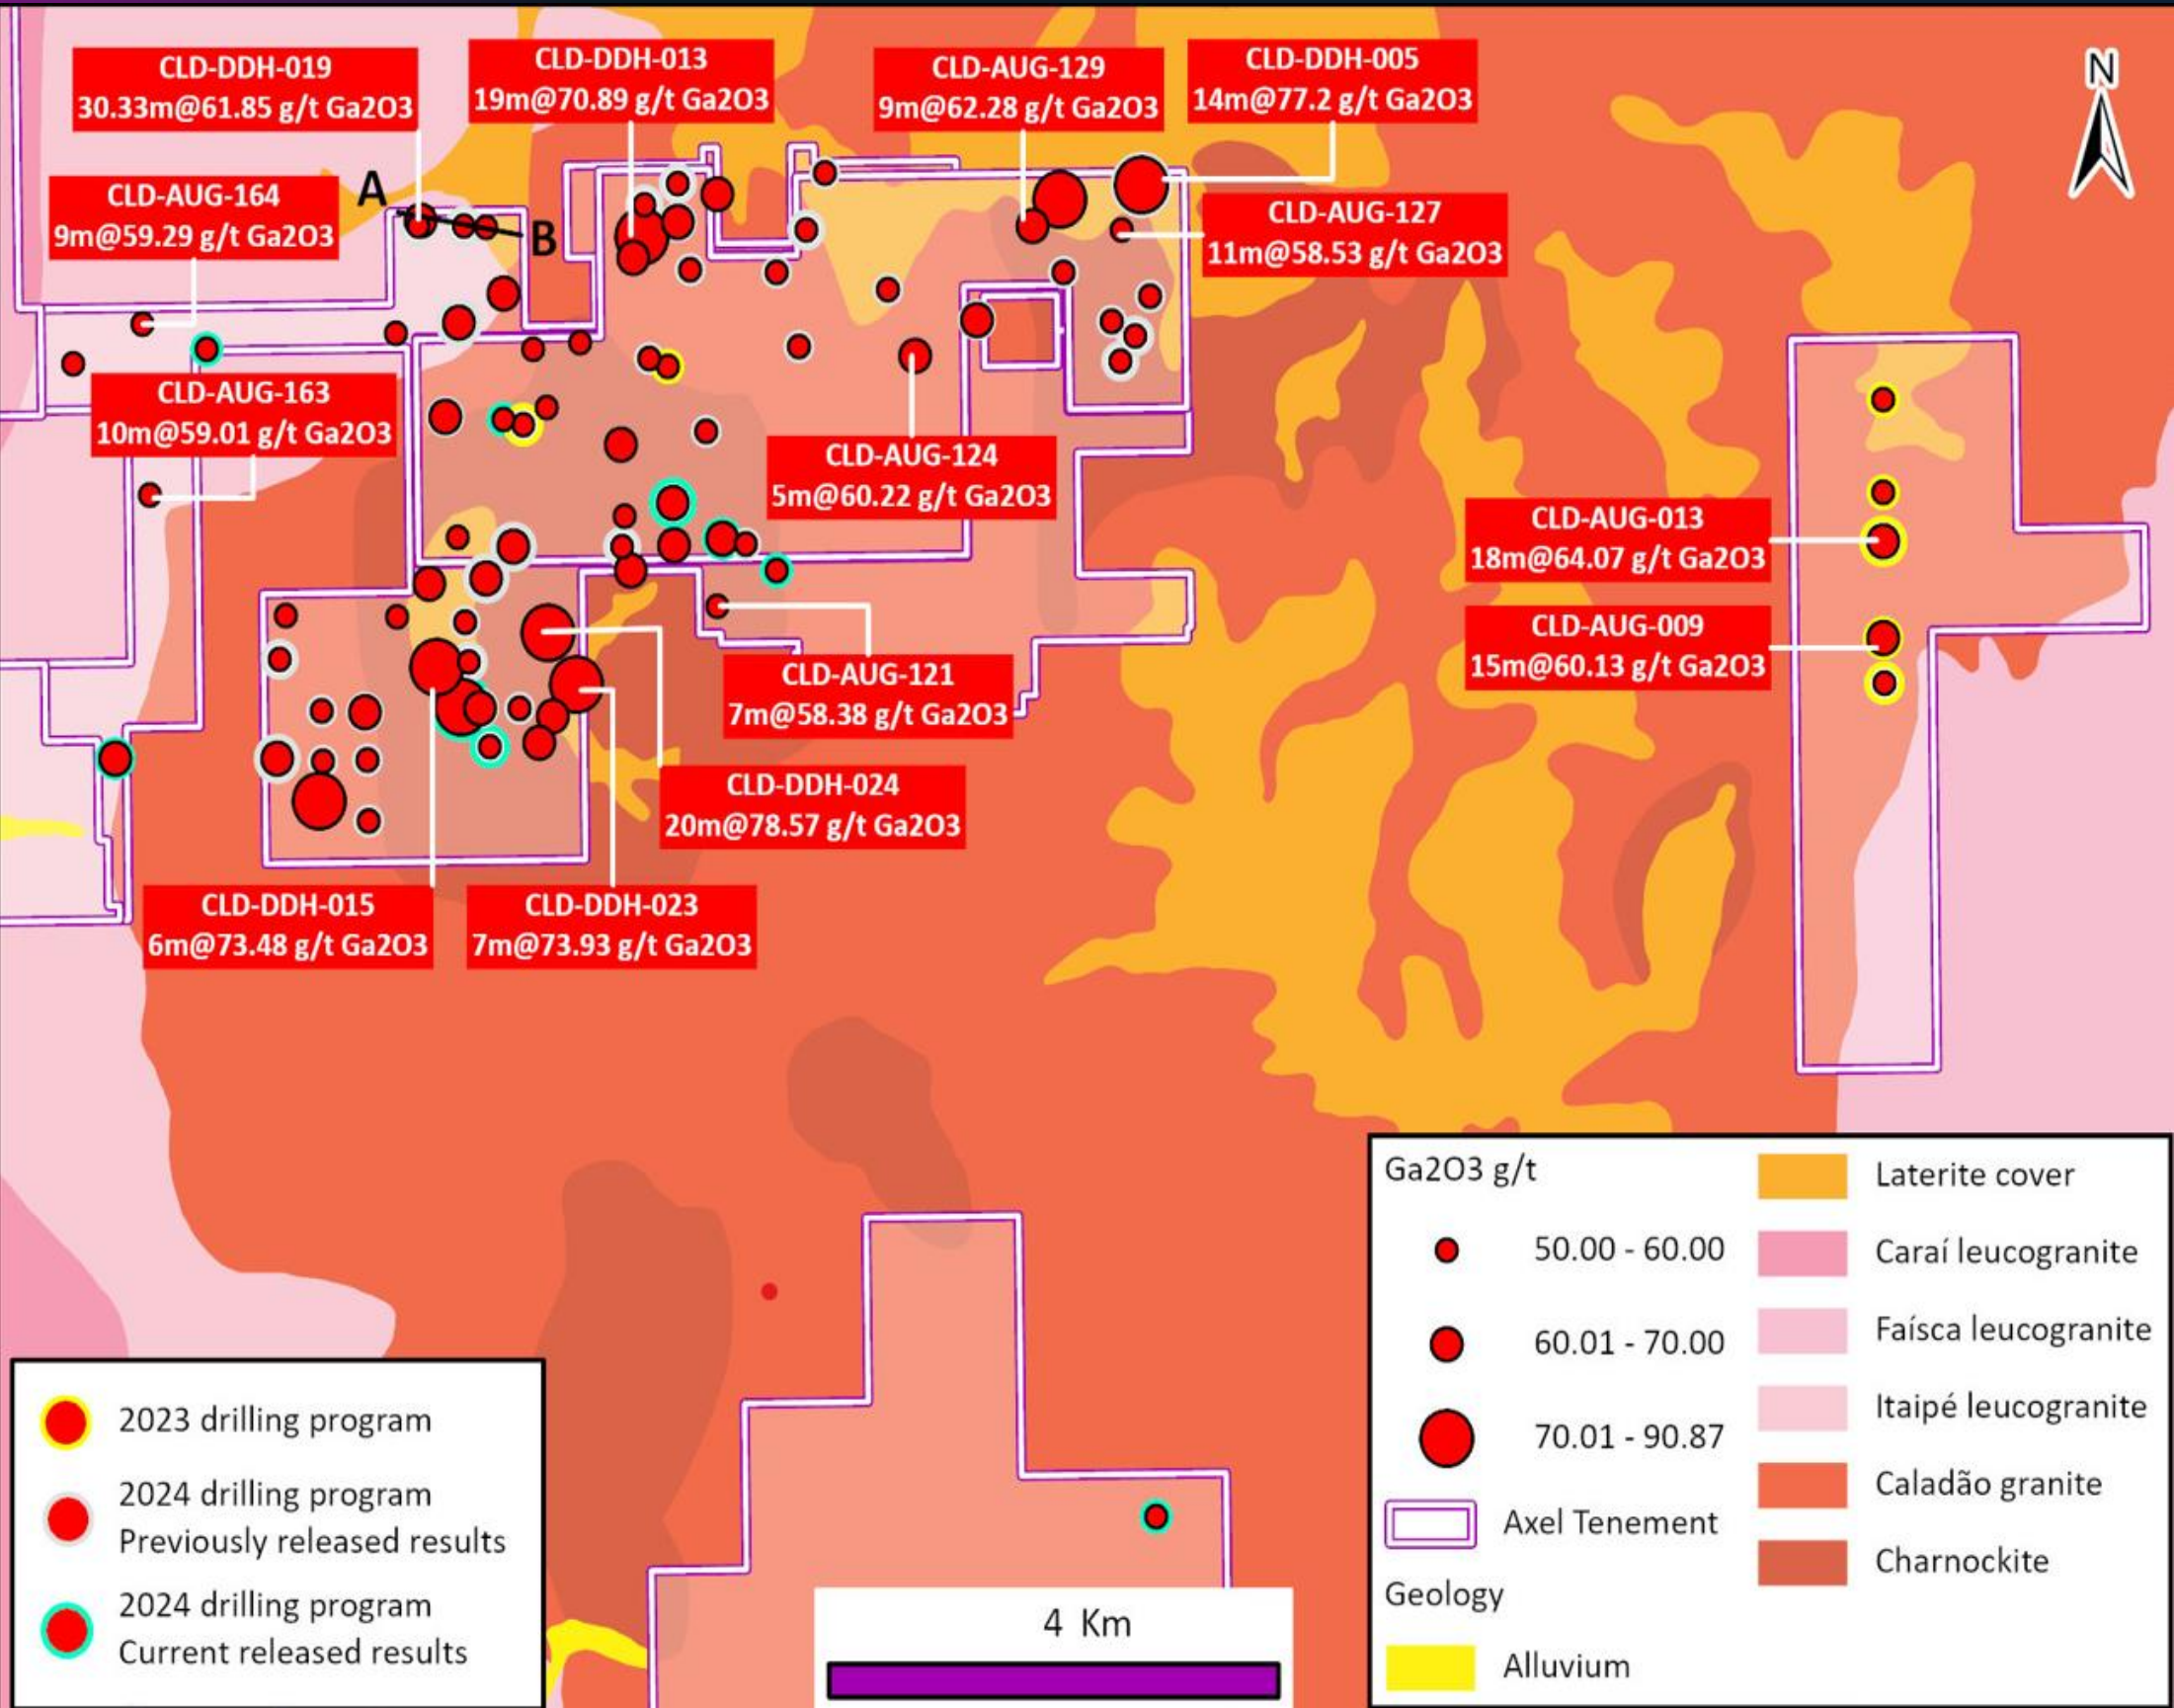 CLD-DDH-019
30.33m@61.85 g/t Ga2O3
CLD-DDH-013
19m@70.89 g/t Ga2O3
CLD-AUG-129
9m@62.28 g/t Ga2O3
CLD-DDH-005
14m@77.2 g/t Ga2O3
N
CLD-AUG-164
9m@59.29 g/t Ga2O3
A
B
CLD-AUG-127
11m@58.53 g/t Ga2O3
CLD-AUG-163
10m@59.01 g/t Ga2O3
CLD-AUG-124
5m@60.22 g/t Ga2O3
CLD-AUG-013
18m@64.07 g/t Ga2O3
CLD-AUG-009
15m@60.13 g/t Ga2O3
CLD-AUG-121
7m@58.38 g/t Ga2O3
CLD-DDH-024
20m@78.57 g/t Ga2O3
CLD-DDH-015
6m@73.48 g/t Ga2O3
CLD-DDH-023
7m@73.93 g/t Ga2O3
2023 drilling program
2024 drilling program
Previously released results
2024 drilling program
Current released results
4 Km
Ga2O3 g/t
50.00 - 60.00
60.01 - 70.00
70.01 - 90.87
Axel Tenement
Geology
Alluvium
Laterite cover
Caraí leucogranite
Faísca leucogranite
Itaipé leucogranite
Caladão granite
Charnockite